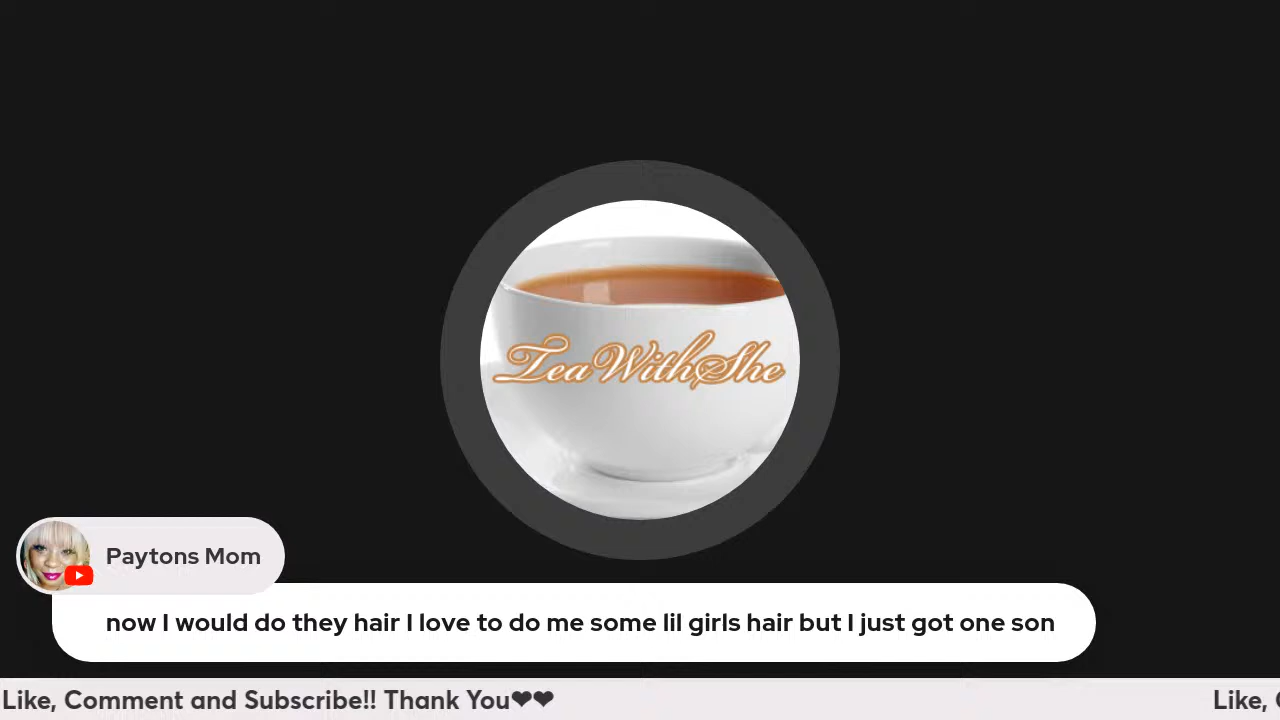 TeaWithShe
Paytons Mom
now I would do they hair I love to do me some lil girls hair but I just got one son
Like, Comment and Subscribe!! Thank You❤❤ Like,